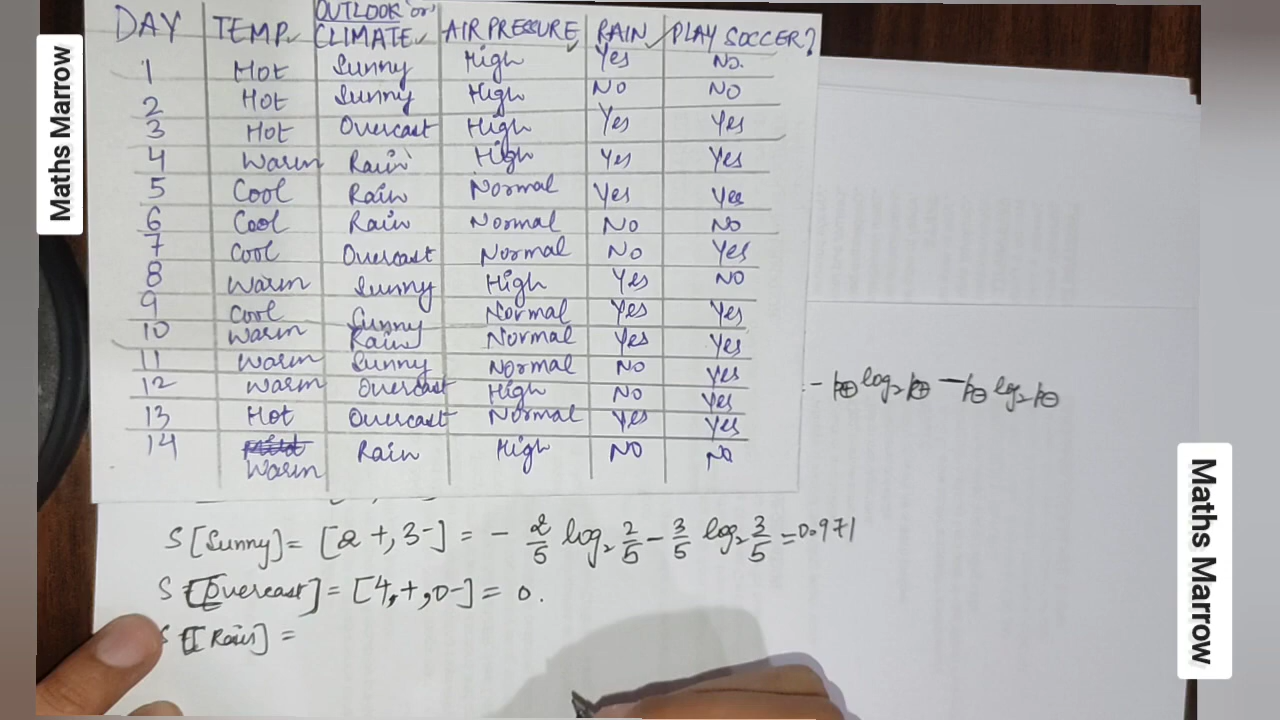 Maths Marrow
DAY TEMP. OUTLOOK or CLIMATE AIR PRESSURE RAIN PLAY SOCCER?
1 Hot Sunny High Yes No.
2 Hot Sunny High NO NO
3 Hot Overcast High Yes Yes
4 Warm Rain High Yes Yes
5 Cool Rain Normal Yes Yes
6 Cool Rain Normal NO NO
7 Cool Overcast Normal No Yes
8 Warm Sunny High Yes NO
9 Cool Sunny Normal Yes Yes
10 Warm Rain Normal Yes Yes
11 Warm Sunny Normal NO Yes
12 Warm Overcast High NO Yes
13 Hot Overcast Normal Yes Yes
14 Warm Rain High NO No
- p⊕ log₂ p⊕ - p⊖ log₂ p⊖
S[Sunny] = [2+, 3-] = - 2/5 log₂ 2/5 - 3/5 log₂ 3/5 = 0.971
S[Overcast] = [4,+,0-] = 0.
S[Rain] =
Maths Marrow